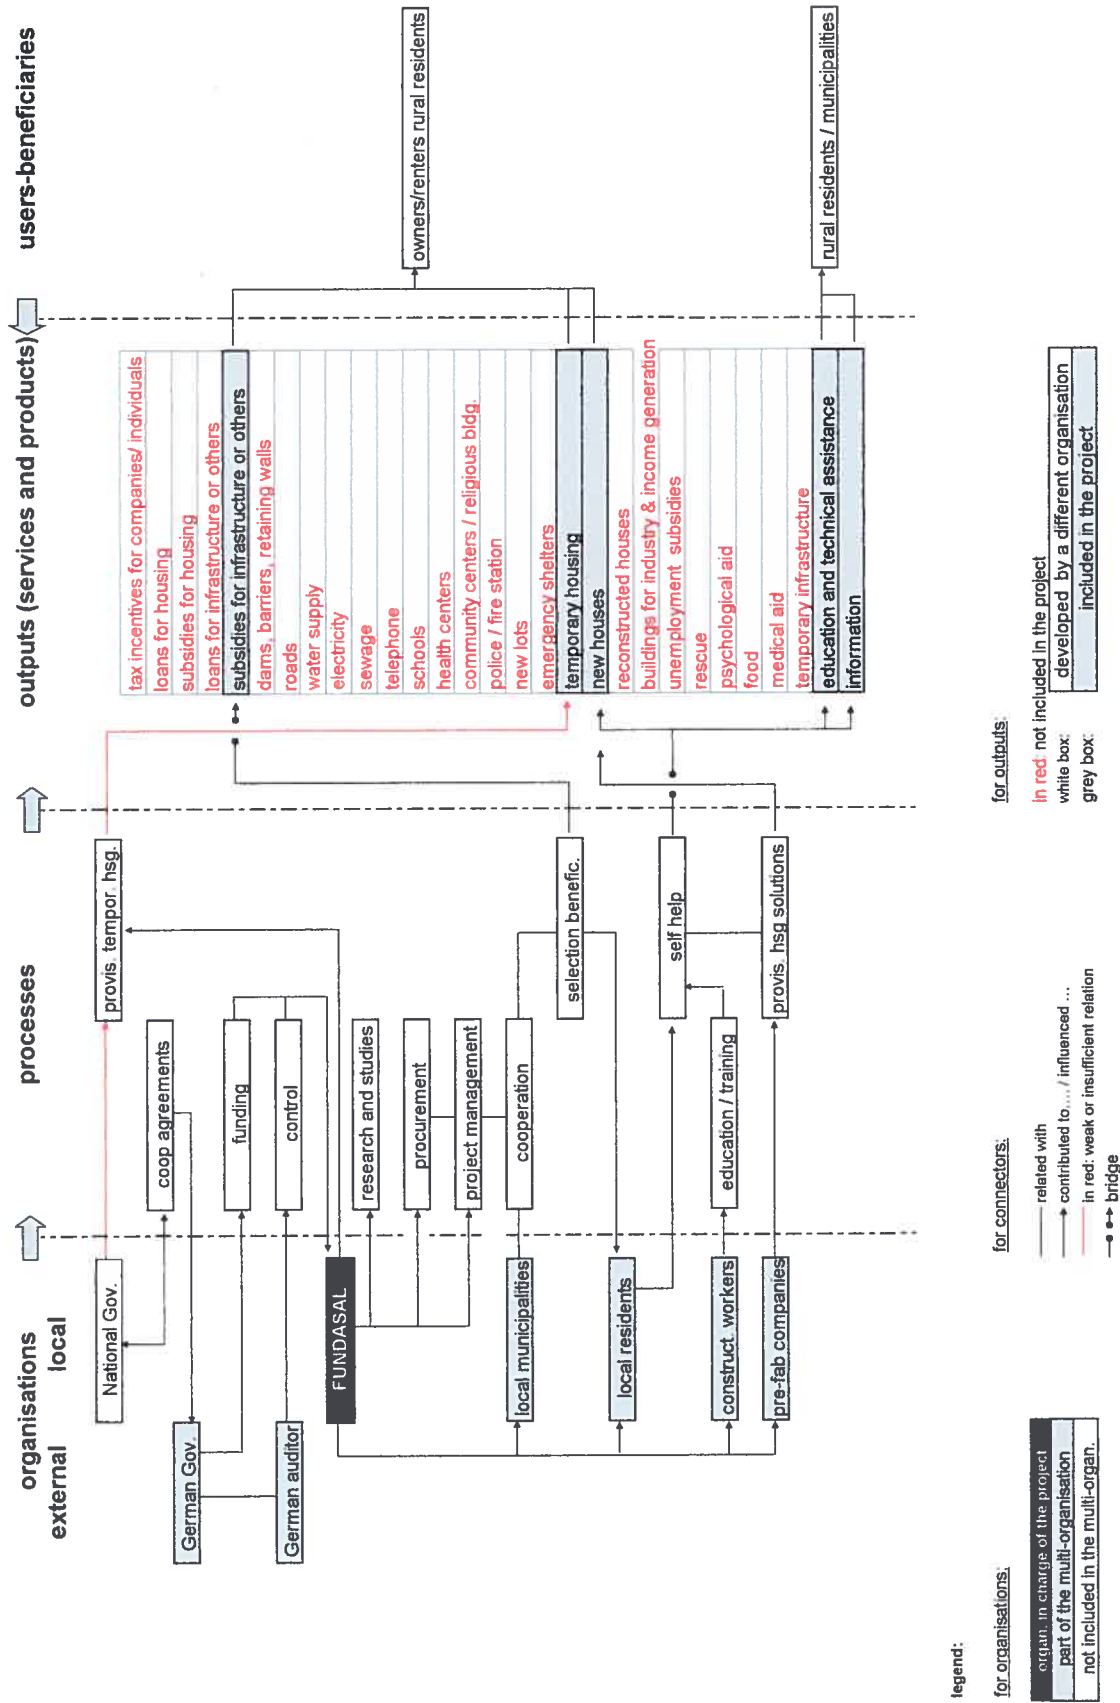 organisations
external local
processes
outputs (services and products)
users-beneficiaries
National Gov.
German Gov.
German auditor
FUNDASAL
local municipalities
local residents
construct. workers
pre-fab companies
provis. tempor. hsg.
coop agreements
funding
control
research and studies
procurement
project management
cooperation
selection benefic.
self help
education / training
provis. hsg solutions
tax incentives for companies/ individuals
loans for housing
subsidies for housing
loans for infrastructure or others
subsidies for infrastructure or others
dams, barriers, retaining walls
roads
water supply
electricity
sewage
telephone
schools
health centers
community centers / religious bldg.
police / fire station
new lots
emergency shelters
temporary housing
new houses
reconstructed houses
buildings for industry & income generation
unemployment subsidies
rescue
psychological aid
food
medical aid
temporary infrastructure
education and technical assistance
information
owners/renters rural residents
rural residents / municipalities
legend:
for organisations:
organ. in charge of the project
part of the multi-organisation
not included in the multi-organ.
for connectors:
related with
contributed to..../ influenced ...
in red: weak or insufficient relation
bridge
for outputs:
in red: not included in the project
white box: developed by a different organisation
grey box: included in the project